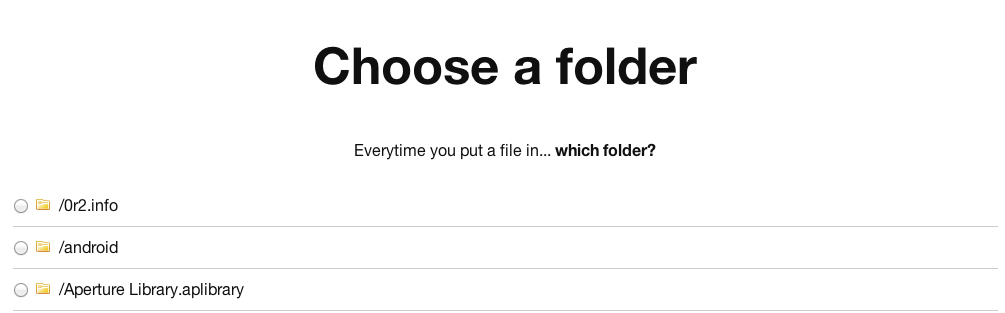 Choose a folder
Everytime you put a file in... which folder?
/0r2.info
/android
/Aperture Library.aplibrary